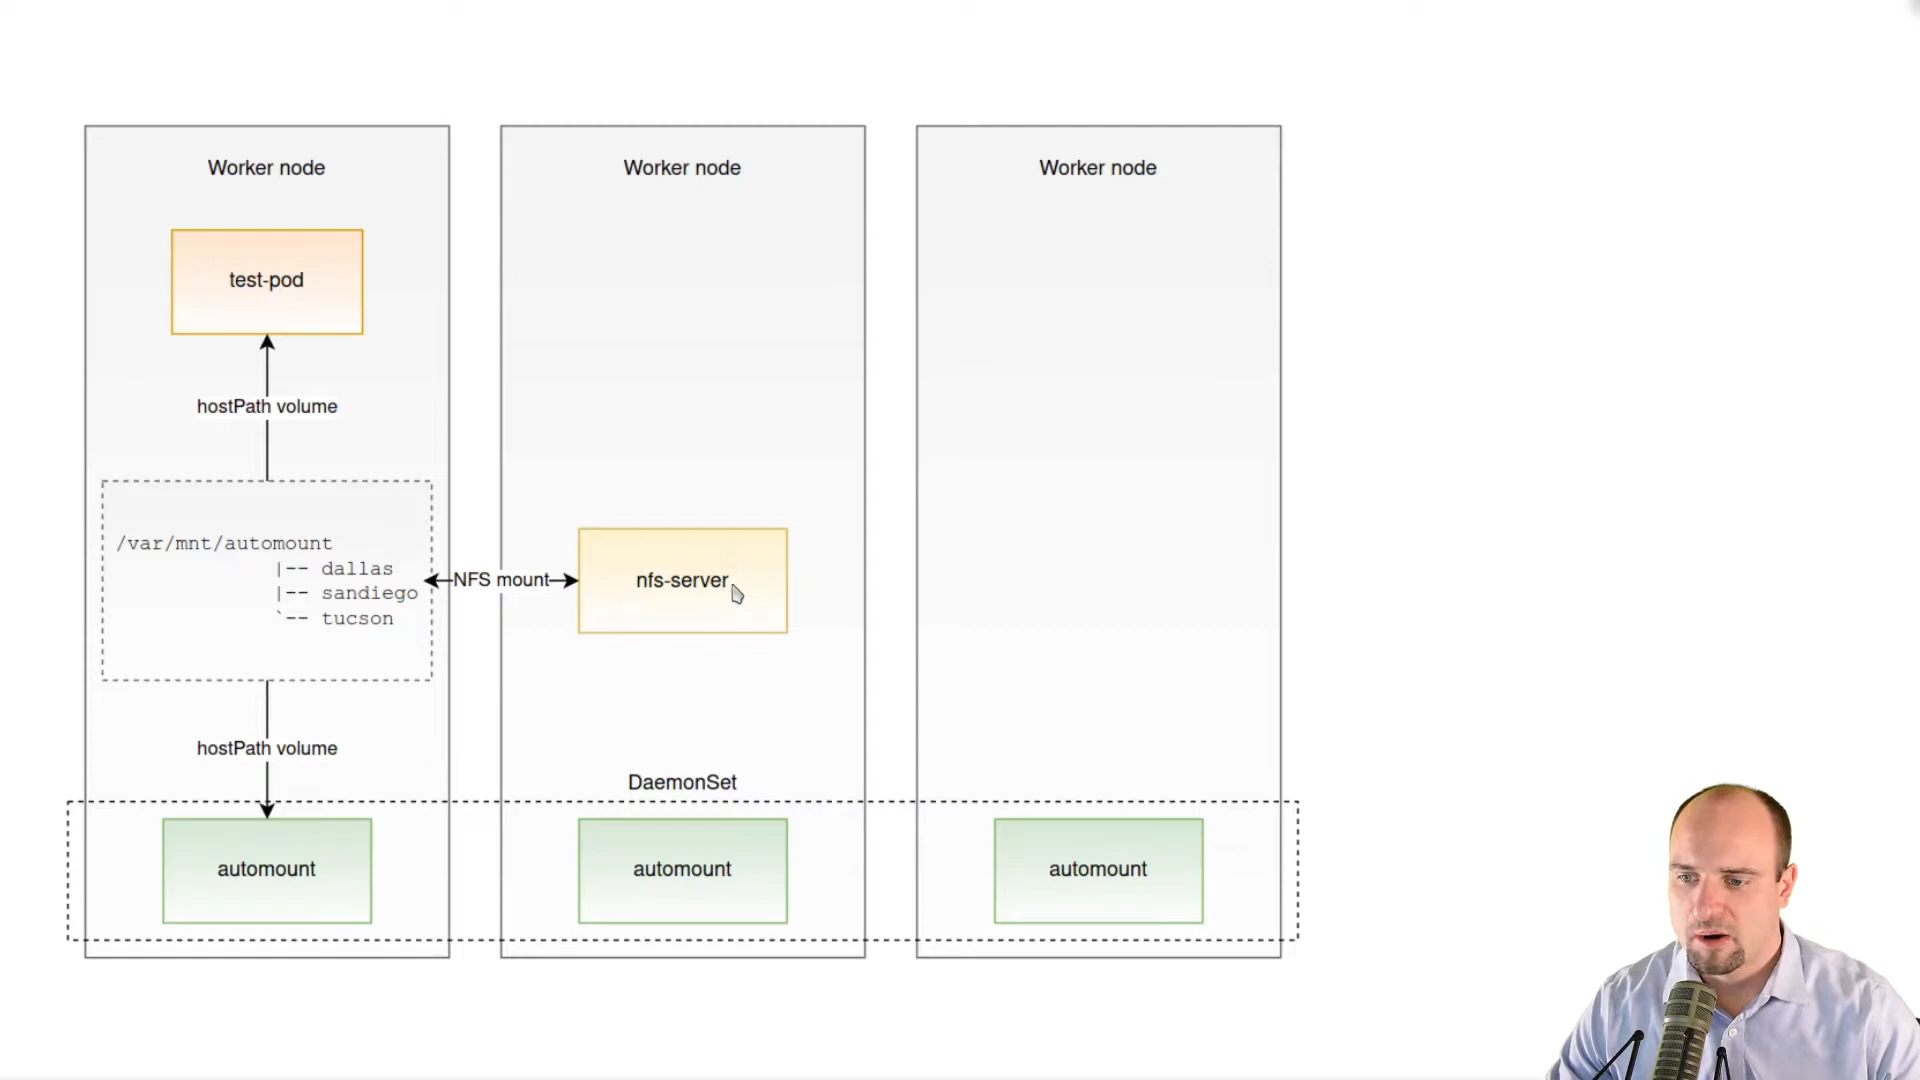 Worker node
Worker node
Worker node
test-pod
hostPath volume
/var/mnt/automount
|-- dallas
|-- sandiego
`-- tucson
NFS mount
nfs-server
hostPath volume
DaemonSet
automount
automount
automount